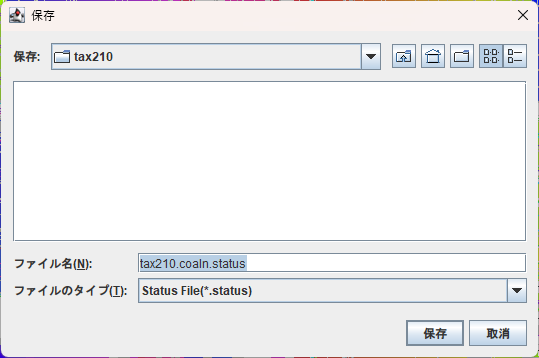 保存
保存: tax210
ファイル名(N): tax210.coaln.status
ファイルのタイプ(T): Status File(*.status)
保存 取消